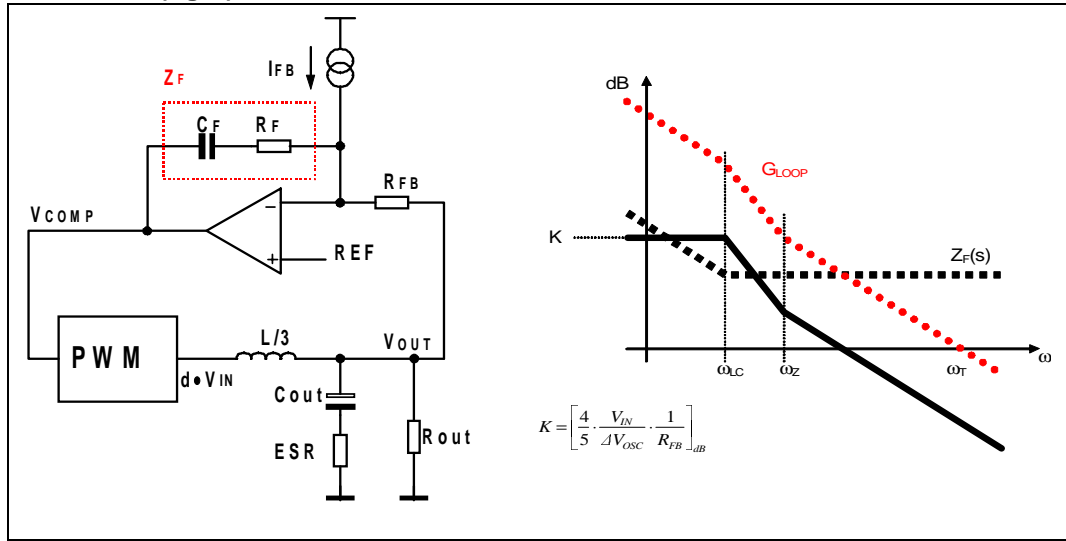 IFB
ZF
CF RF
RFB
VCOMP
−
+
REF
PWM
L/3
VOUT
d•VIN
Cout
ESR
Rout
dB
GLOOP
K
ZF(s)
ωLC
ωZ
ωT
ω
K = [4/5 · VIN/ΔVOSC · 1/RFB]dB